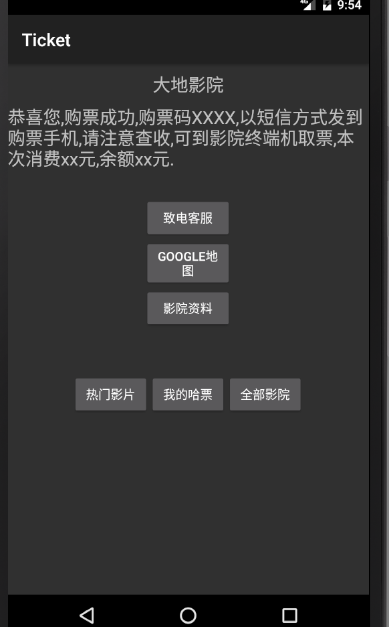 9:54
Ticket
大地影院
恭喜您,购票成功,购票码XXXX,以短信方式发到
购票手机,请注意查收,可到影院终端机取票,本
次消费xx元,余额xx元.
致电客服
GOOGLE地
图
影院资料
热门影片 我的哈票 全部影院